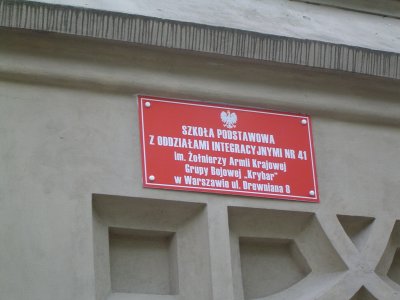 SZKOŁA PODSTAWOWA
Z ODDZIAŁAMI INTEGRACYJNYMI NR 41
im. Żołnierzy Armii Krajowej
Grupy Bojowej „Krybar”
w Warszawie ul. Drewniana 8